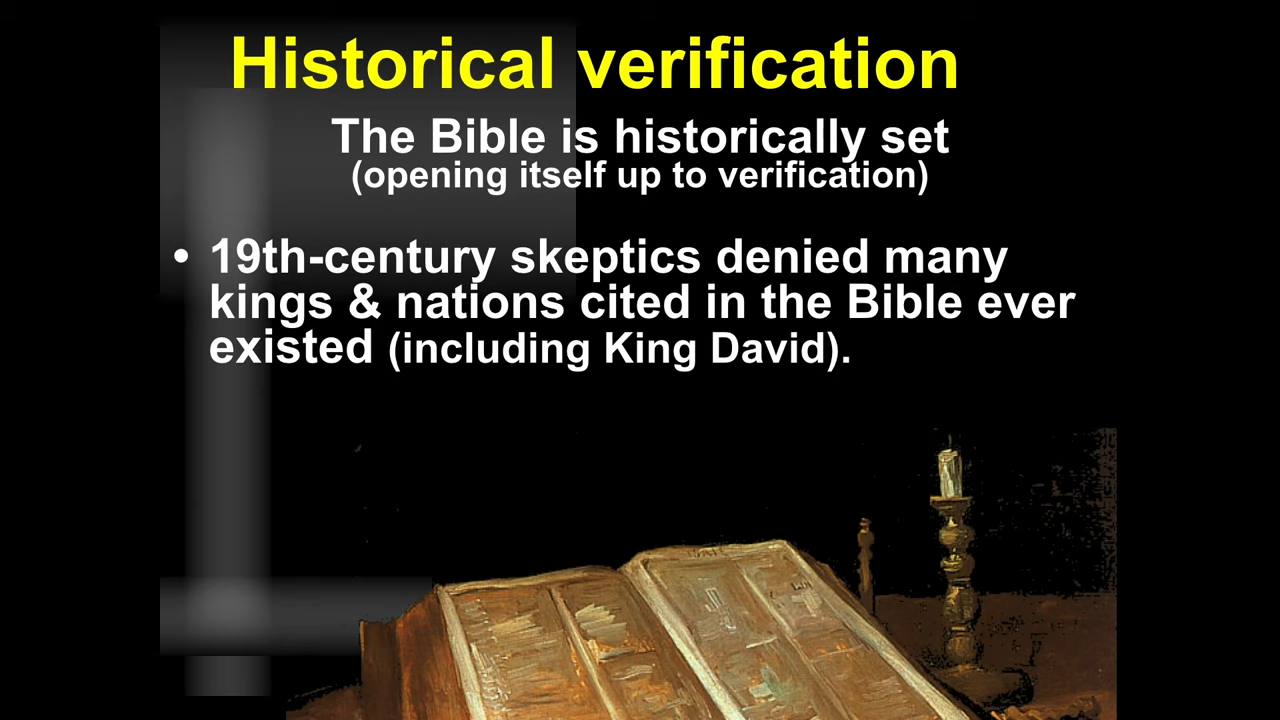 Historical verification
The Bible is historically set
(opening itself up to verification)
• 19th-century skeptics denied many
kings & nations cited in the Bible ever
existed (including King David).